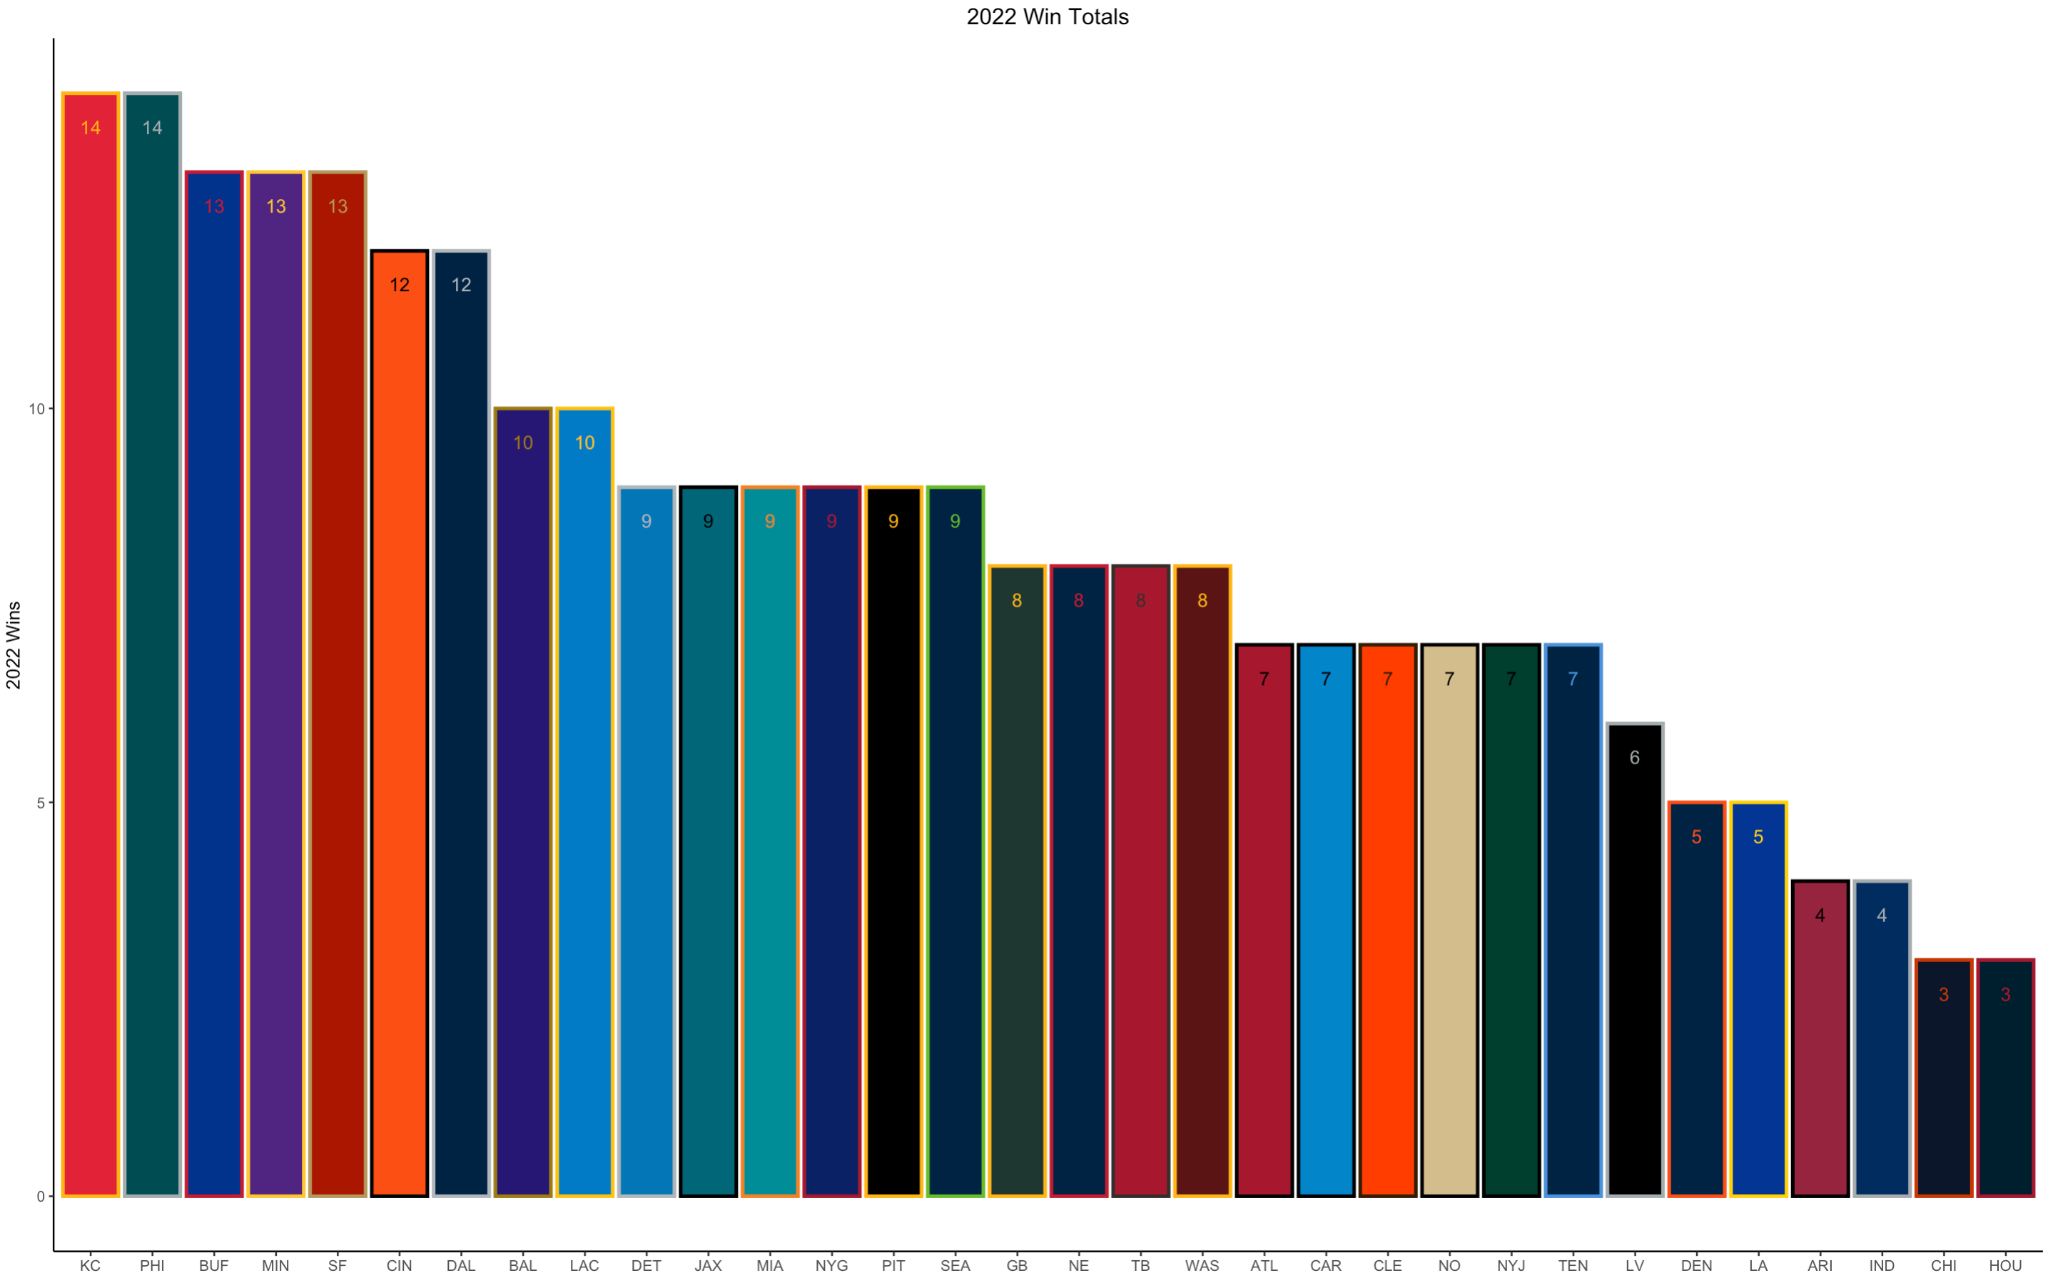 2022 Win Totals
2022 Wins
10
5
0
14 14 13 13 13 12 12 10 10 9 9 9 9 9 9 8 8 8 8 7 7 7 7 7 7 6 5 5 4 4 3 3
KC PHI BUF MIN SF CIN DAL BAL LAC DET JAX MIA NYG PIT SEA GB NE TB WAS ATL CAR CLE NO NYJ TEN LV DEN LA ARI IND CHI HOU